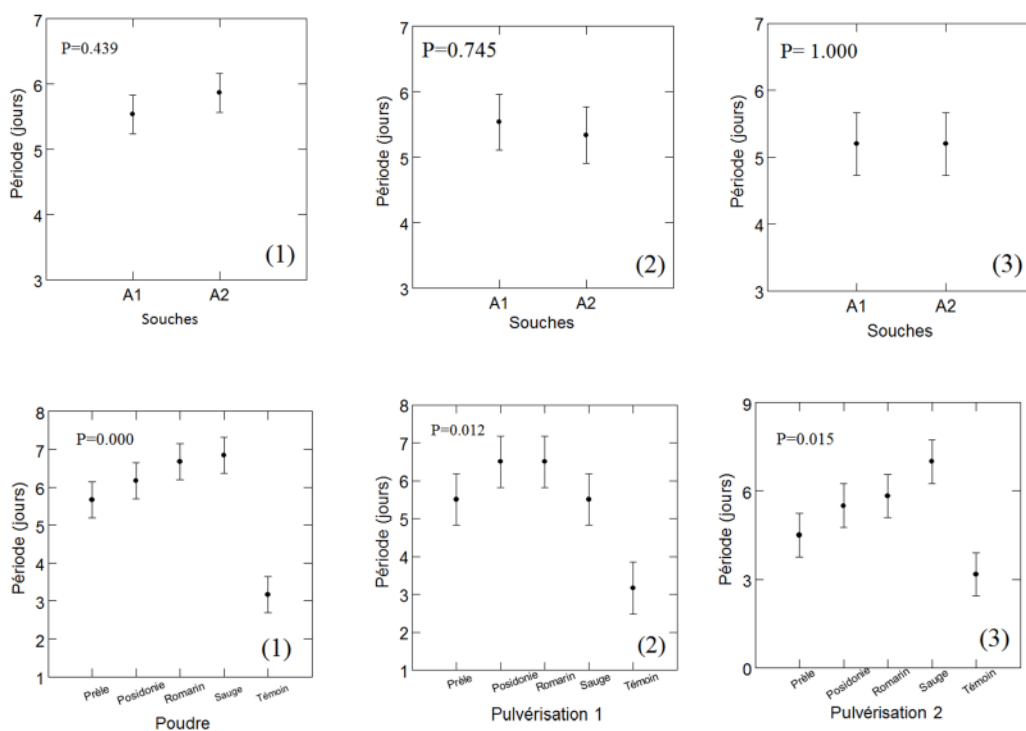 7
6
5
4
3
Période (jours)
P=0.439
(1)
A1 A2
Souches
7
6
5
4
3
Période (jours)
P=0.745
(2)
A1 A2
Souches
7
6
5
4
3
Période (jours)
P= 1.000
(3)
A1 A2
Souches
8
7
6
5
4
3
2
1
Période (jours)
P=0.000
(1)
Prèle Posidonie Romarin Sauge Témoin
Poudre
8
7
6
5
4
3
2
1
Période (jours)
P=0.012
(2)
Prèle Posidonie Romarin Sauge Témoin
Pulvérisation 1
9
6
3
0
Période (jours)
P=0.015
(3)
Prèle Posidonie Romarin Sauge Témoin
Pulvérisation 2